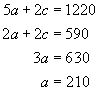 5a + 2c = 1220
2a + 2c = 590
3a = 630
a = 210